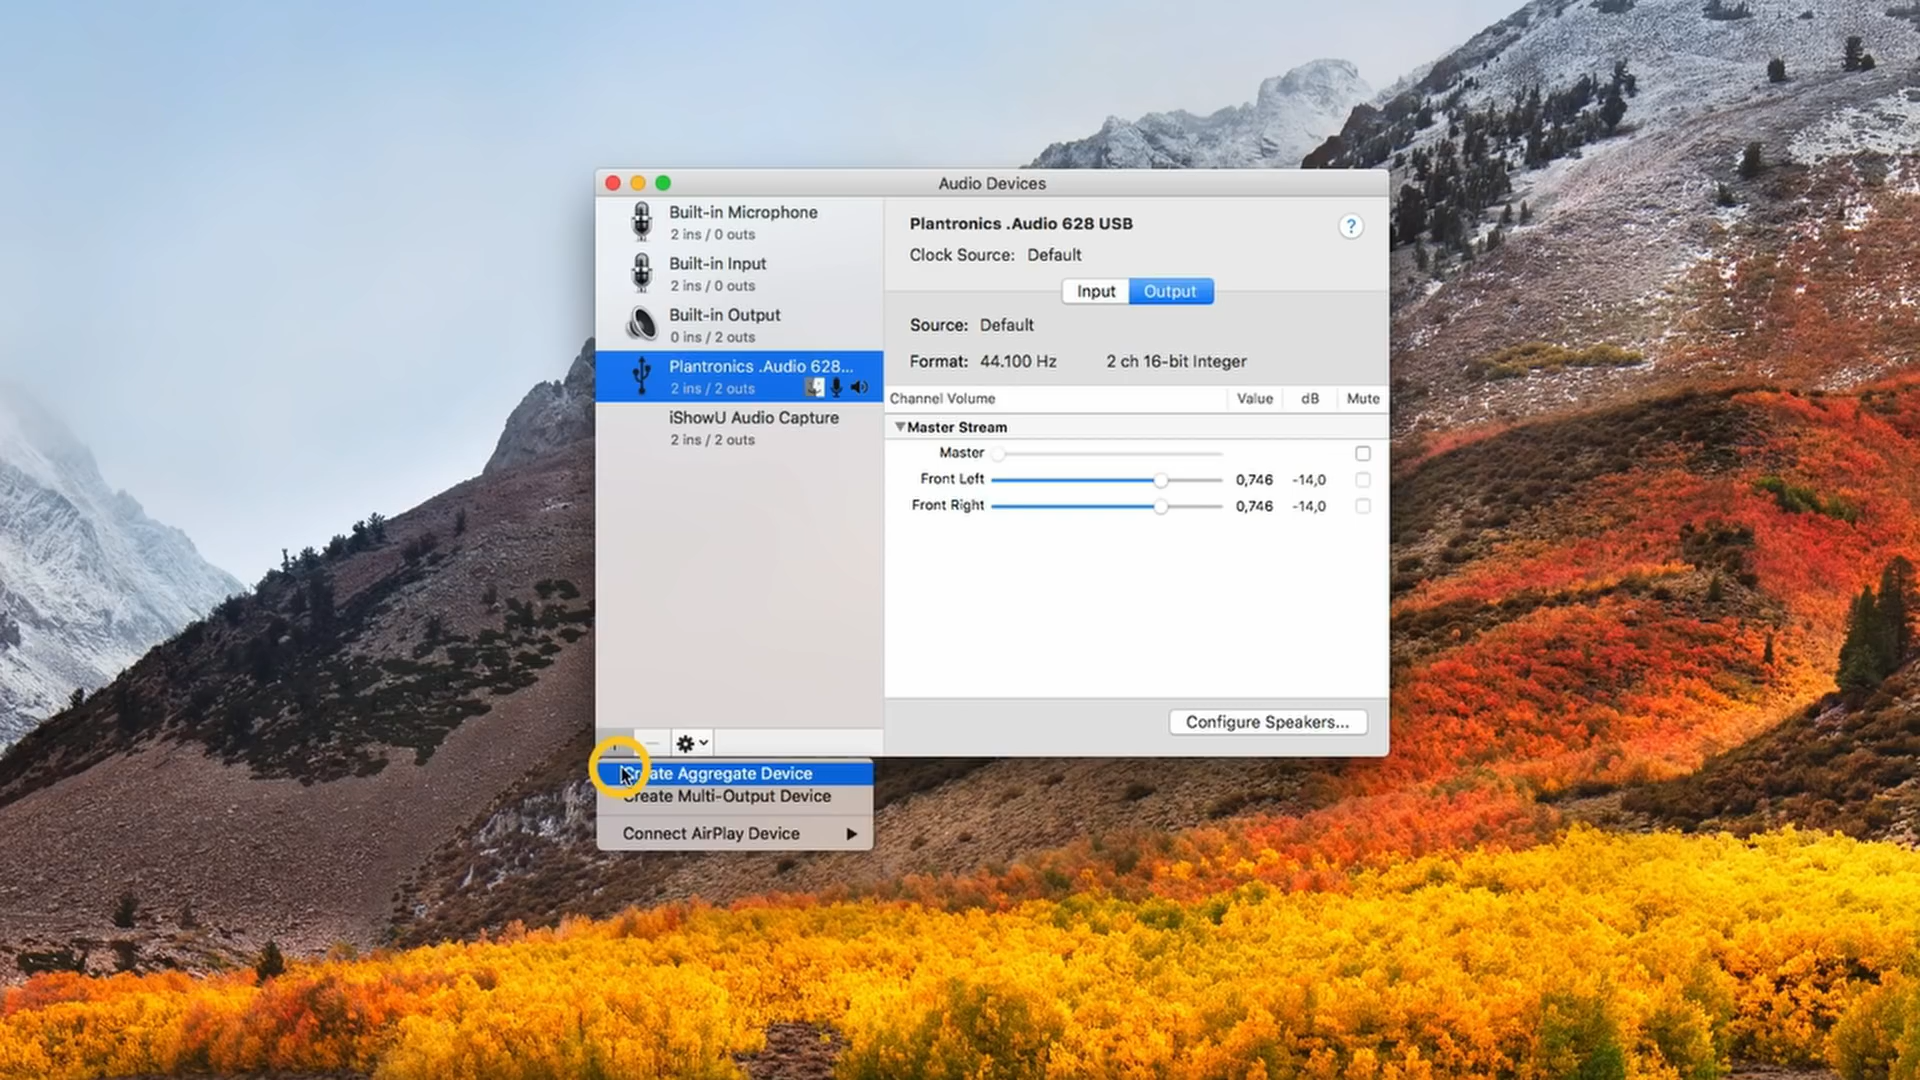 Audio Devices
Built-in Microphone
2 ins / 0 outs
Built-in Input
2 ins / 0 outs
Built-in Output
0 ins / 2 outs
Plantronics .Audio 628...
2 ins / 2 outs
iShowU Audio Capture
2 ins / 2 outs
Plantronics .Audio 628 USB
?
Clock Source: Default
Input Output
Source: Default
Format: 44.100 Hz 2 ch 16-bit Integer
Channel Volume Value dB Mute
Master Stream
Master
Front Left 0,746 -14,0
Front Right 0,746 -14,0
Configure Speakers...
Create Aggregate Device
Create Multi-Output Device
Connect AirPlay Device